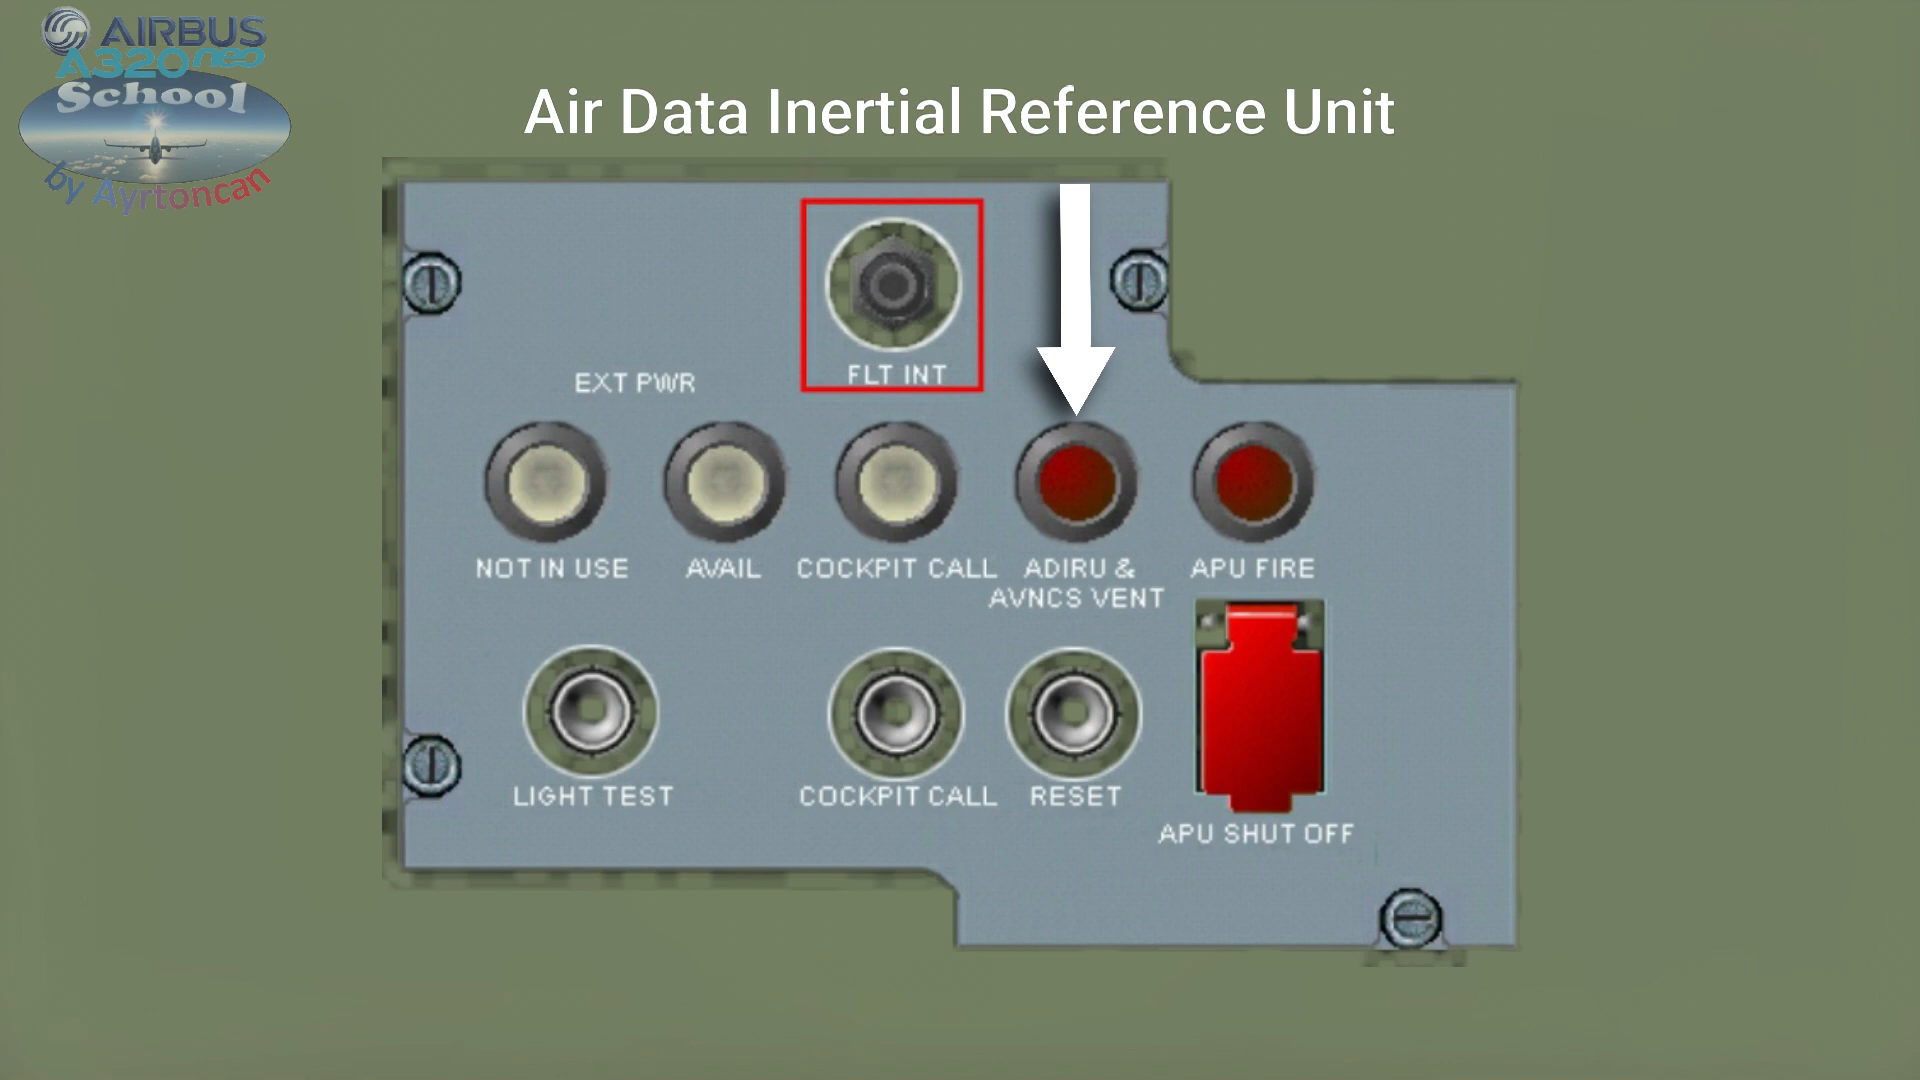 AIRBUS
A320neo
School
by Ayrtoncan
Air Data Inertial Reference Unit
FLT INT
EXT PWR
NOT IN USE
AVAIL
COCKPIT CALL
ADIRU &
AVNCS VENT
APU FIRE
LIGHT TEST
COCKPIT CALL
RESET
APU SHUT OFF